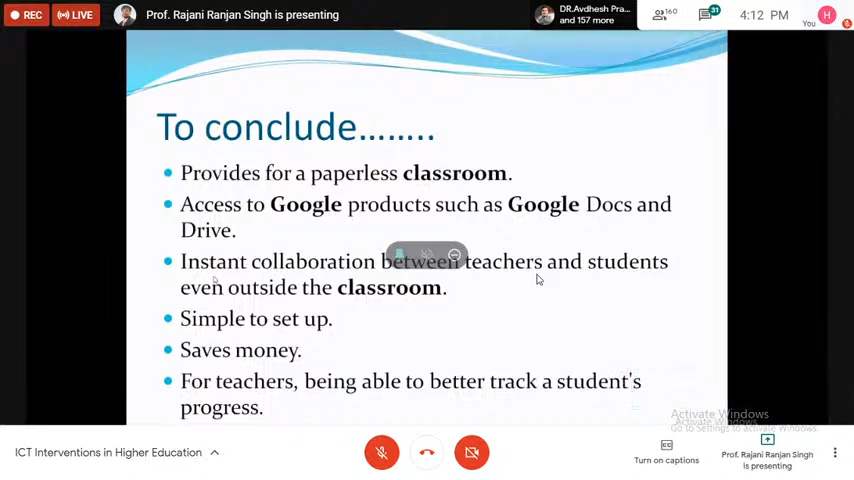 REC
LIVE
Prof. Rajani Ranjan Singh is presenting
DR.Avdhesh Pra...
and 157 more
160
31
4:12 PM
You
H
To conclude........
Provides for a paperless classroom.
Access to Google products such as Google Docs and
Drive.
Instant collaboration between teachers and students
even outside the classroom.
Simple to set up.
Saves money.
For teachers, being able to better track a student's
progress.
Activate Windows
Activate Windows
Go to Settings to activate Windows.
ICT Interventions in Higher Education
Turn on captions
Prof. Rajani Ranjan Singh
is presenting